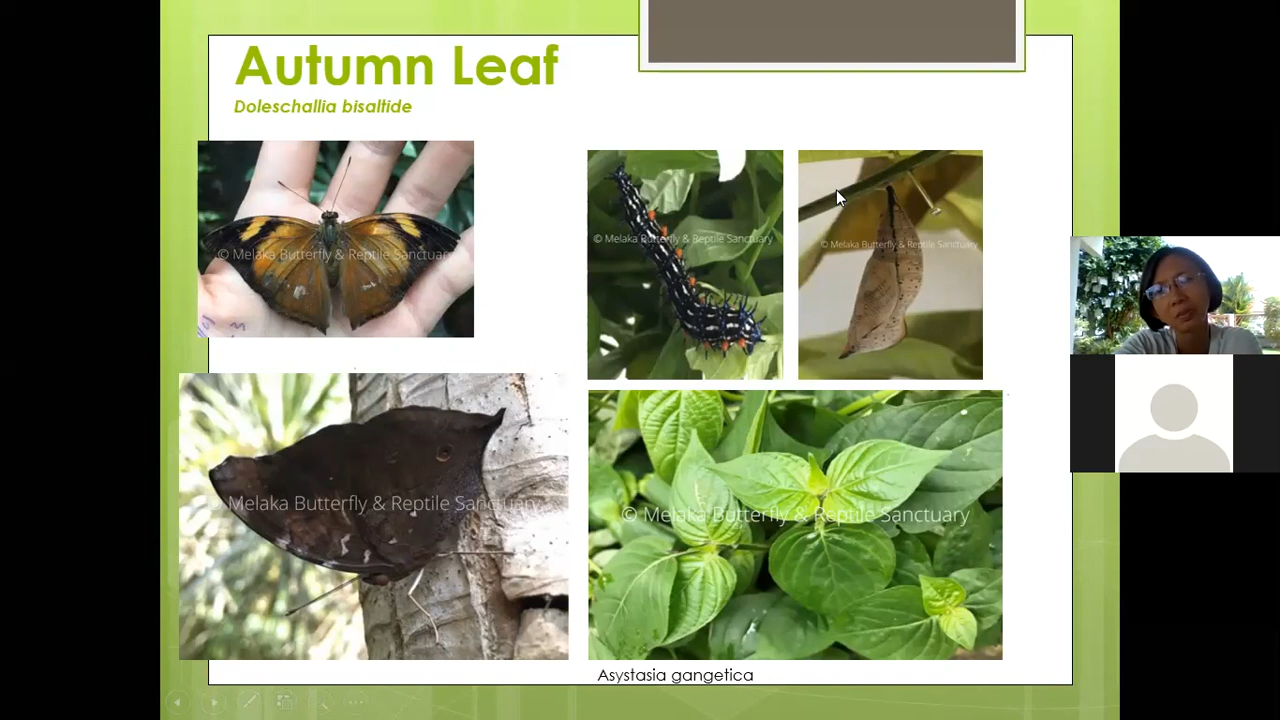 Autumn Leaf
Doleschallia bisaltide
© Melaka Butterfly & Reptile Sanctuary
© Melaka Butterfly & Reptile Sanctuary
© Melaka Butterfly & Reptile Sanctuary
© Melaka Butterfly & Reptile Sanctuary
© Melaka Butterfly & Reptile Sanctuary
Asystasia gangetica